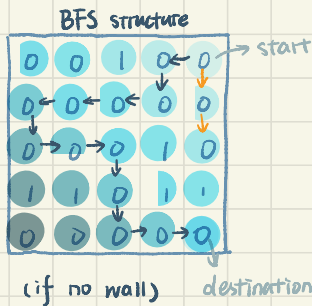 BFS structure
0 0 1 0 0 start
0 0 0 0 0
0 0 0 1 0
1 1 0 1 1
0 0 0 0 0
(if no wall) destination